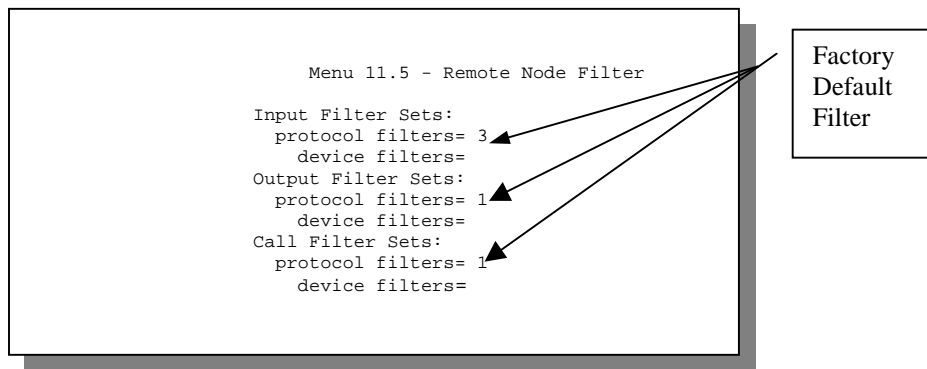 Menu 11.5 - Remote Node Filter
Input Filter Sets:
protocol filters= 3
device filters=
Output Filter Sets:
protocol filters= 1
device filters=
Call Filter Sets:
protocol filters= 1
device filters=
Factory
Default
Filter